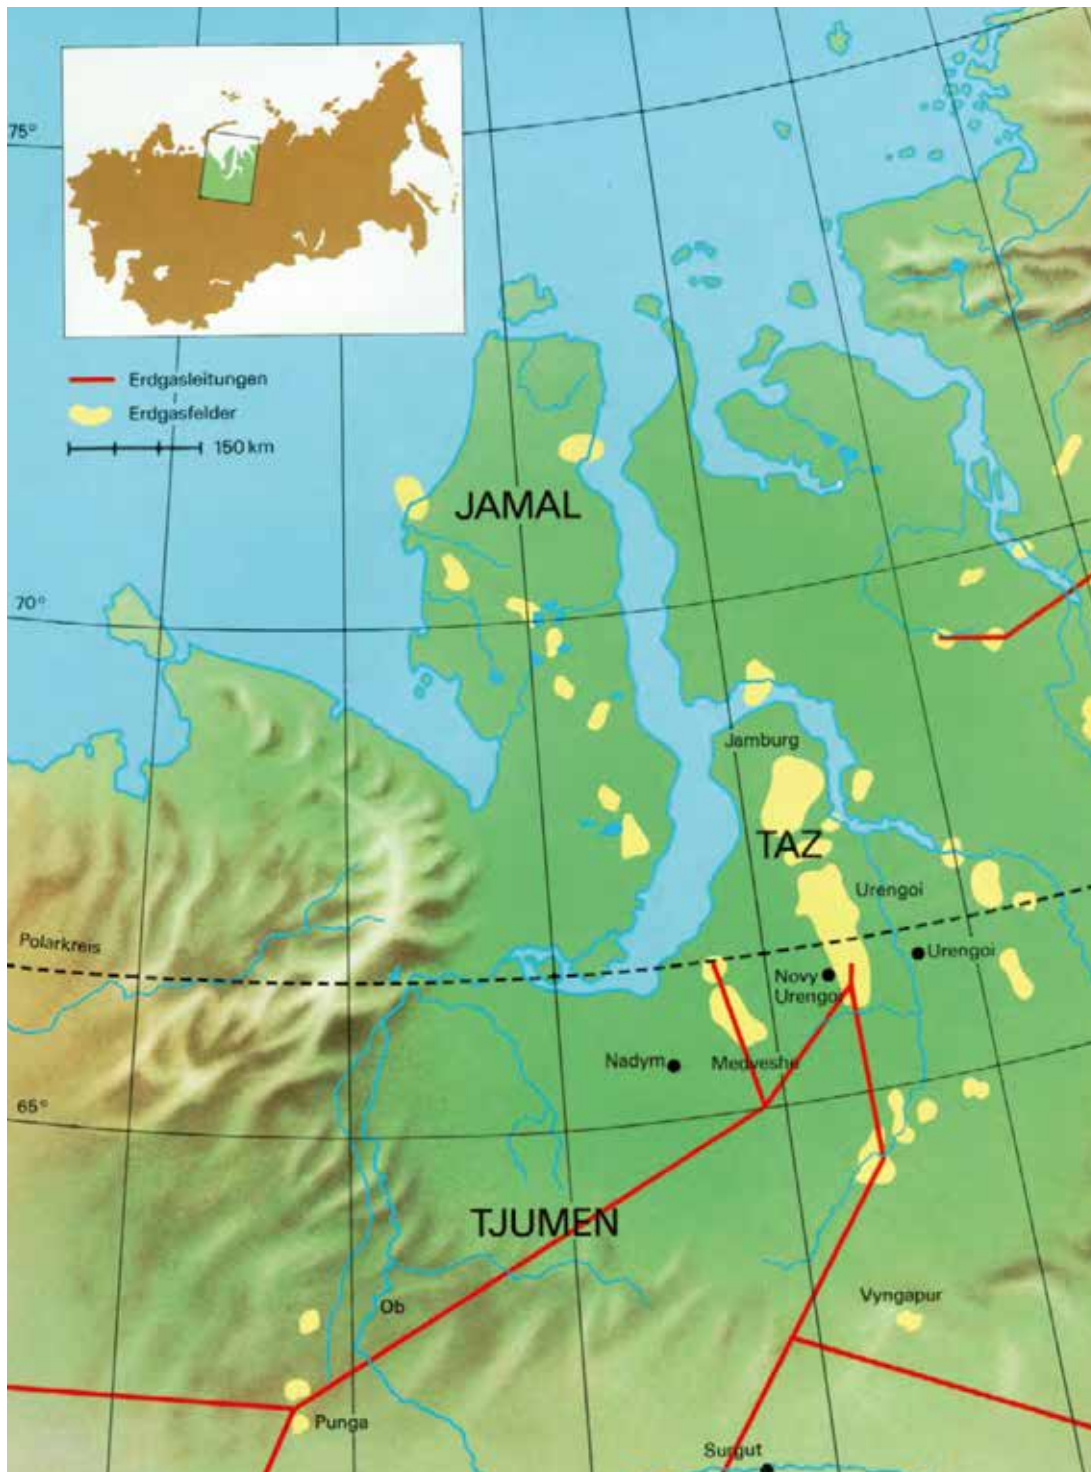 75°
Erdgasleitungen
Erdgasfelder
150 km
JAMAL
70°
Jamburg
TAZ
Urengoi
Polarkreis
Urengoi
Novy
Urengoi
Nadym
Medveshe
65°
TJUMEN
Vyngapur
Ob
Punga
Surgut